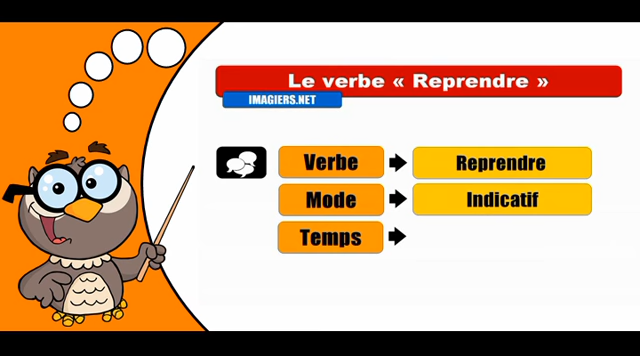 Le verbe « Reprendre »
IMAGIERS.NET
Verbe Reprendre
Mode Indicatif
Temps